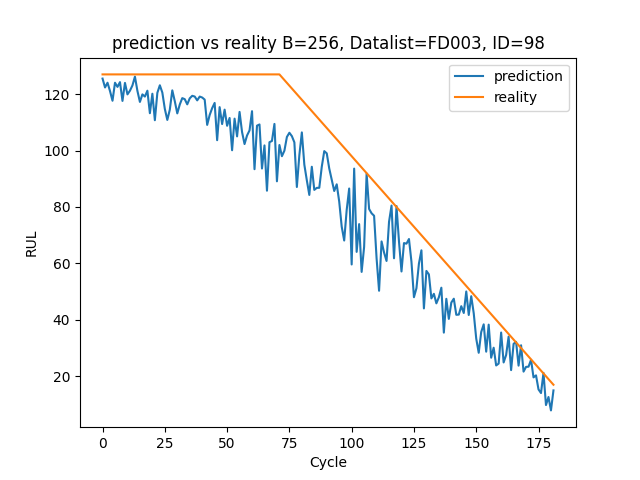 prediction vs reality B=256, Datalist=FD003, ID=98
prediction
reality
120
100
80
60
40
20
RUL
0 25 50 75 100 125 150 175
Cycle